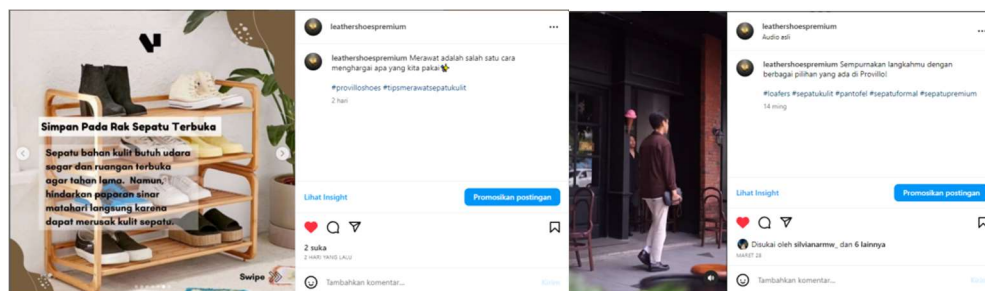 Simpan Pada Rak Sepatu Terbuka
Sepatu bahan kulit butuh udara
segar dan ruangan terbuka
agar tahan lama. Namun,
hindarkan paparan sinar
matahari langsung karena
dapat merusak kulit sepatu.
Swipe
leathershoespremium
leathershoespremium Merawat adalah salah satu cara
menghargai apa yang kita pakai
#provilloshoes #tipsmerawatsepatukulit
2 hari
Lihat Insight
Promosikan postingan
2 suka
2 HARI YANG LALU
Tambahkan komentar...
Kirim
leathershoespremium
Audio asli
leathershoespremium Sempurnakan langkahmu dengan
berbagai pilihan yang ada di Provillo!
#loafers #sepatukulit #pantofel #sepatuformal #sepatupremium
14 ming
Lihat Insight
Promosikan postingan
Disukai oleh silvianarmw_ dan 6 lainnya
MARET 28
Tambahkan komentar...